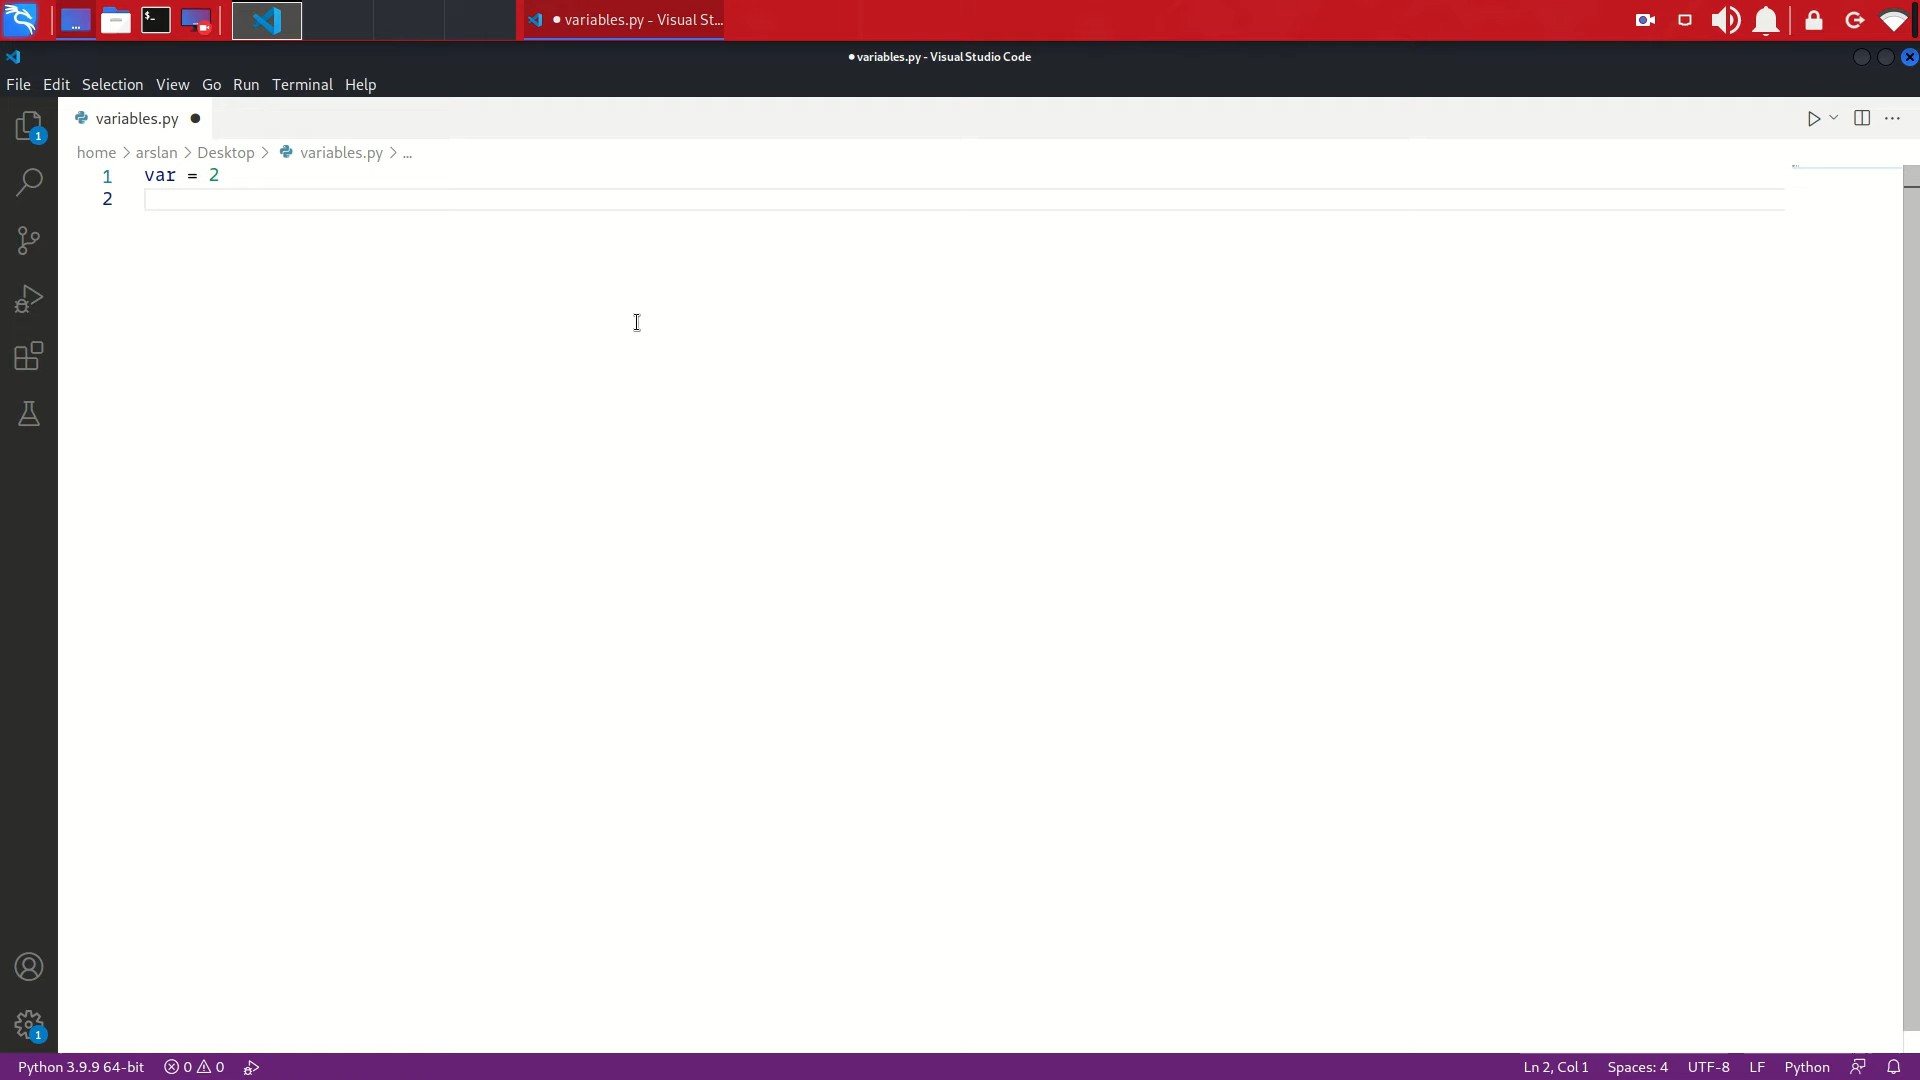 ● variables.py - Visual St...
● variables.py - Visual Studio Code
File Edit Selection View Go Run Terminal Help
1
variables.py ●
home > arslan > Desktop > variables.py > ...
1 var = 2
2
1
Python 3.9.9 64-bit 0 0 Ln 2, Col 1 Spaces: 4 UTF-8 LF Python